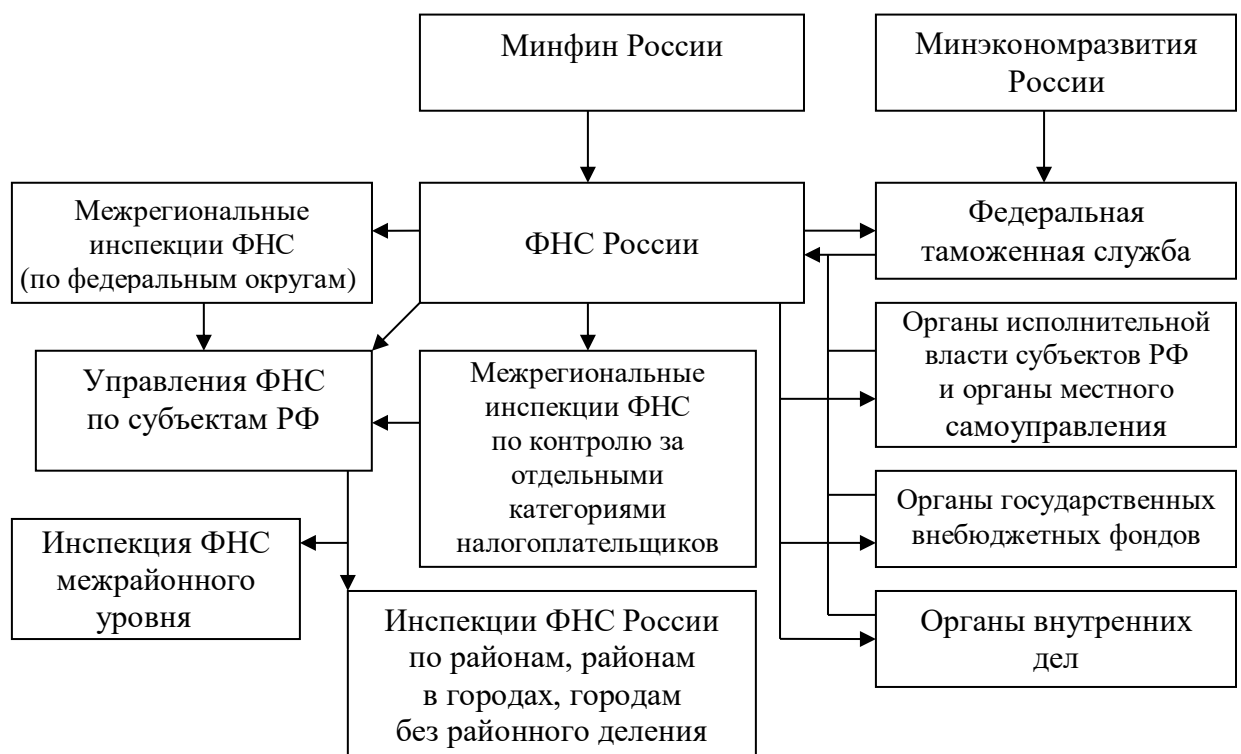 Минфин России
Минэкономразвития
России
Межрегиональные
инспекции ФНС
(по федеральным округам)
ФНС России
Федеральная
таможенная служба
Управления ФНС
по субъектам РФ
Межрегиональные
инспекции ФНС
по контролю за
отдельными
категориями
налогоплательщиков
Органы исполнительной
власти субъектов РФ
и органы местного
самоуправления
Органы государственных
внебюджетных фондов
Инспекция ФНС
межрайонного
уровня
Инспекции ФНС России
по районам, районам
в городах, городам
без районного деления
Органы внутренних
дел